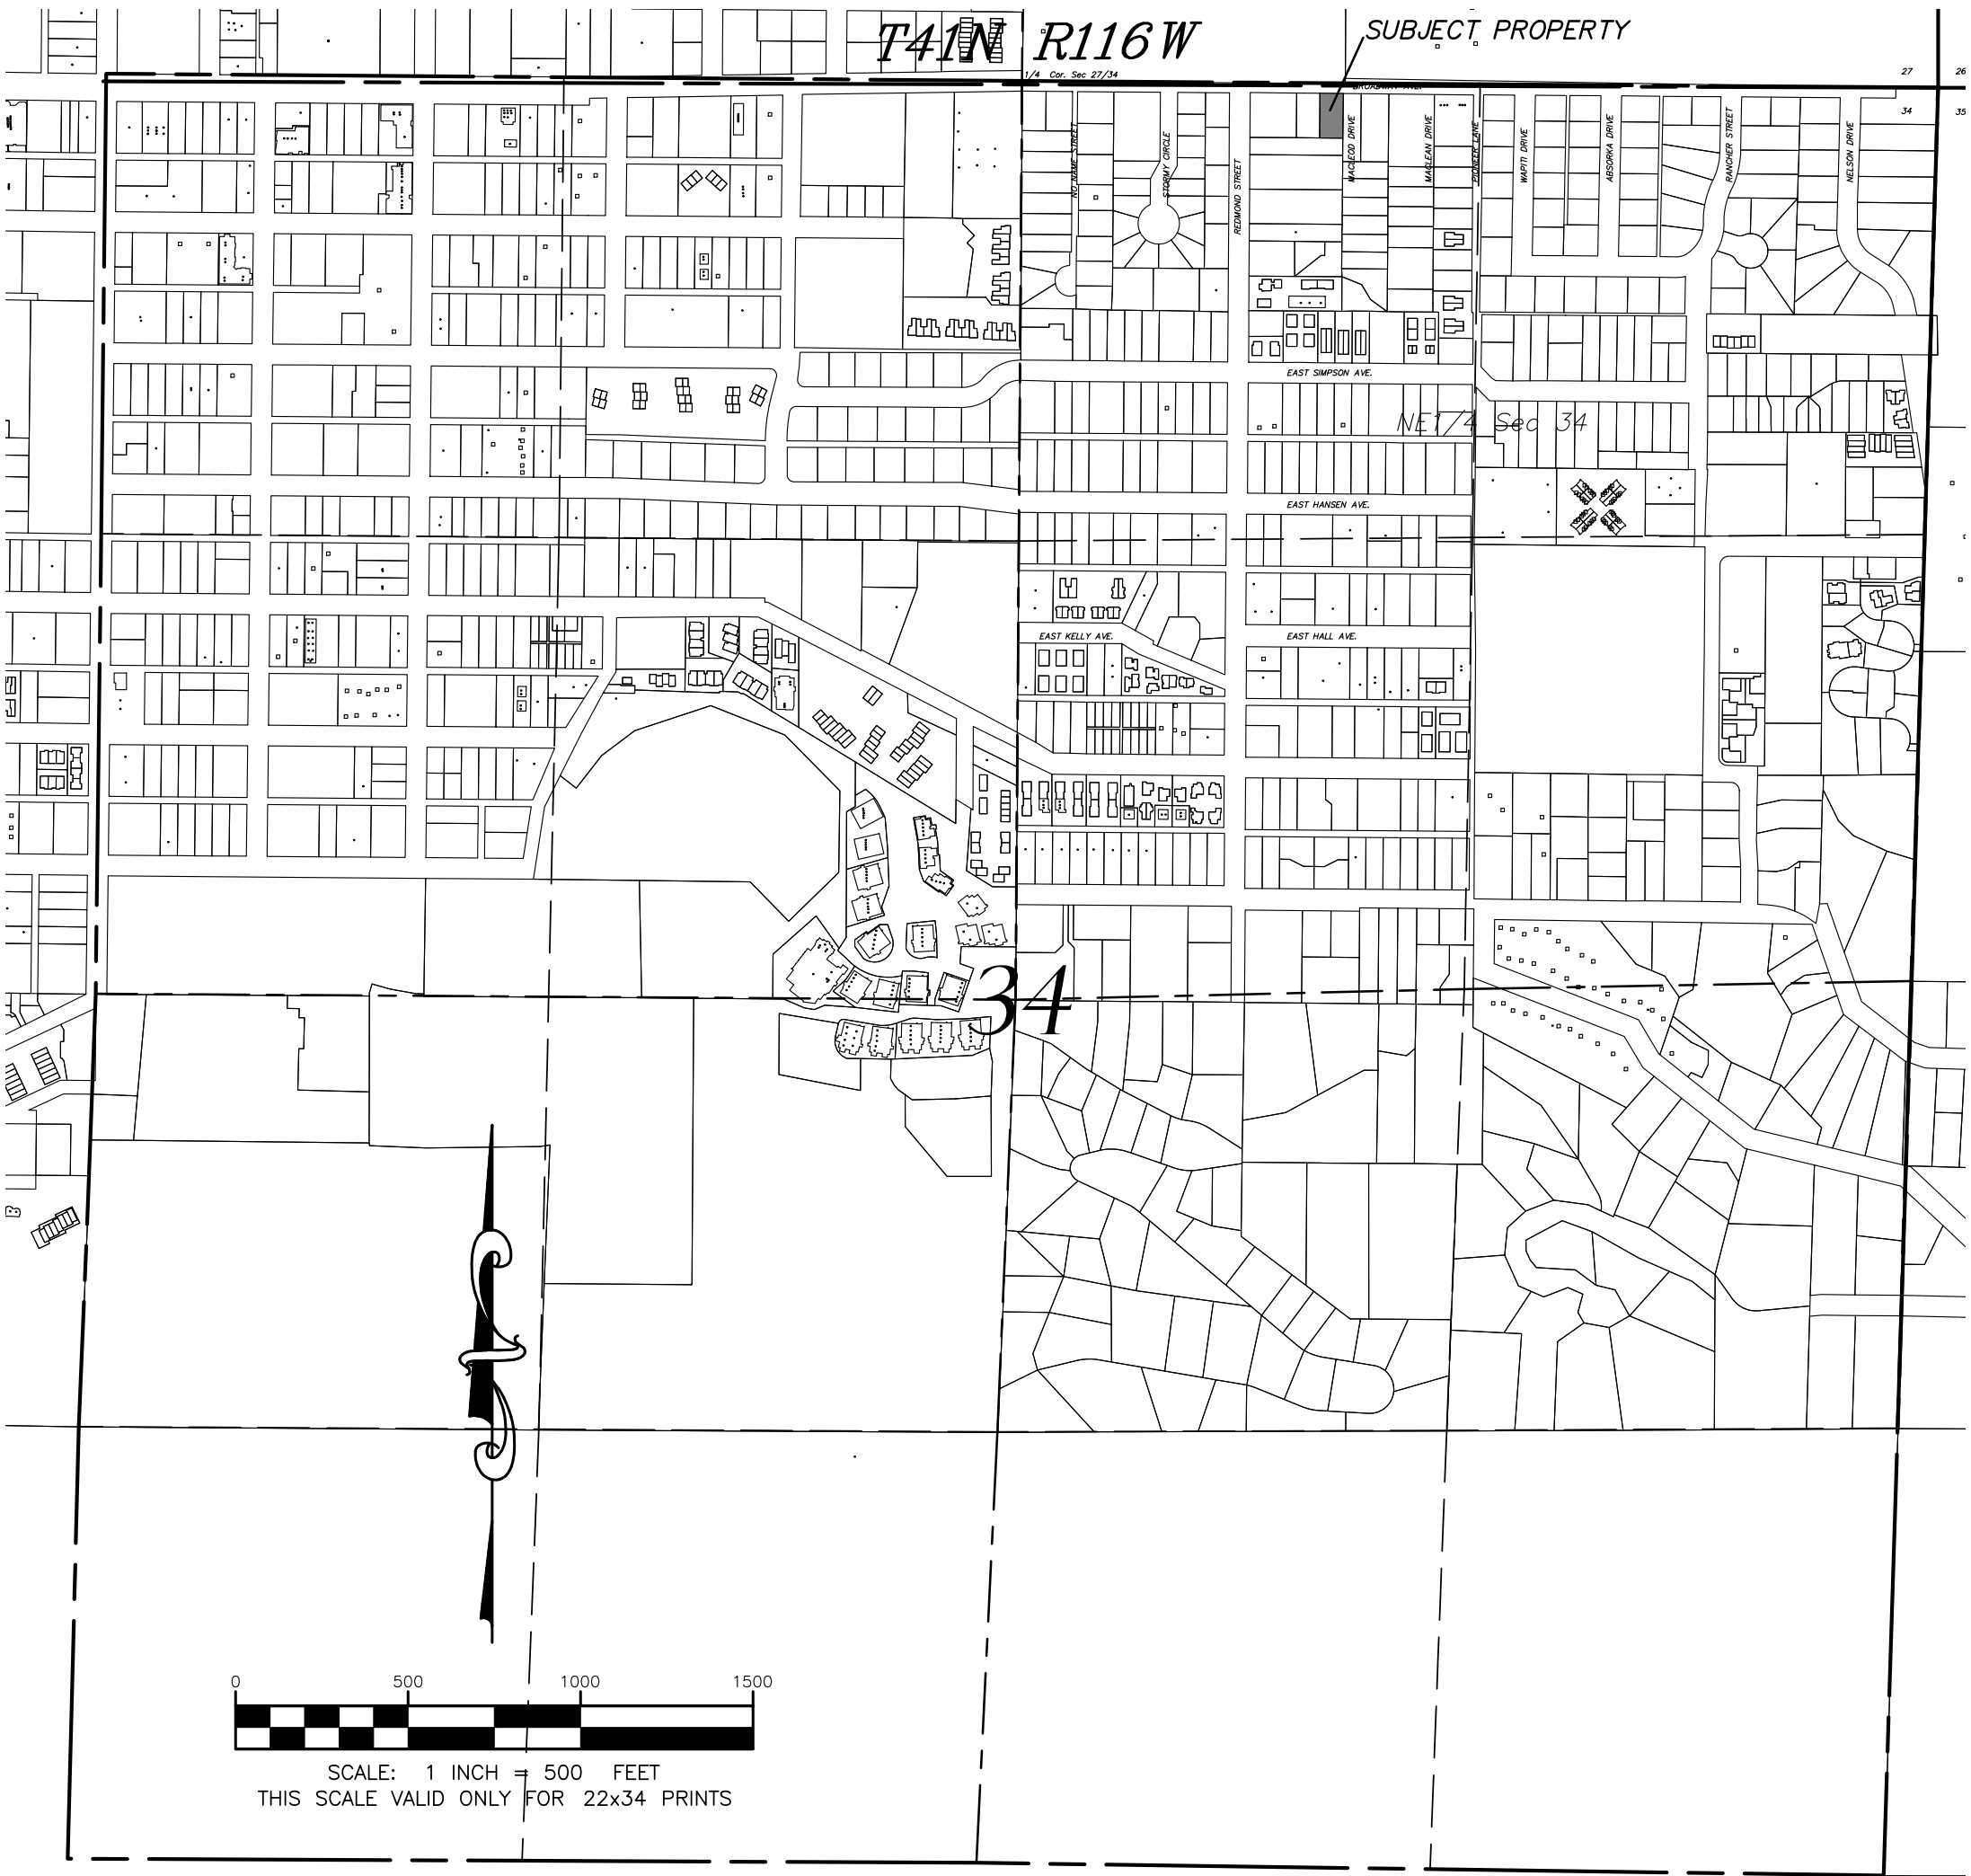 T41N R116W
SUBJECT PROPERTY
1/4 Cor. Sec 27/34
27 26
BROADWAY AVE.
34 35
NO NAME STREET
STORMY CIRCLE
REDMOND STREET
MACLEOD DRIVE
MACLEAN DRIVE
PIONEER LANE
WAPITI DRIVE
ABSORKA DRIVE
RANCHER STREET
NELSON DRIVE
EAST SIMPSON AVE.
NE1/4 Sec 34
EAST HANSEN AVE.
EAST KELLY AVE.
EAST HALL AVE.
34
0 500 1000 1500
SCALE: 1 INCH = 500 FEET
THIS SCALE VALID ONLY FOR 22x34 PRINTS